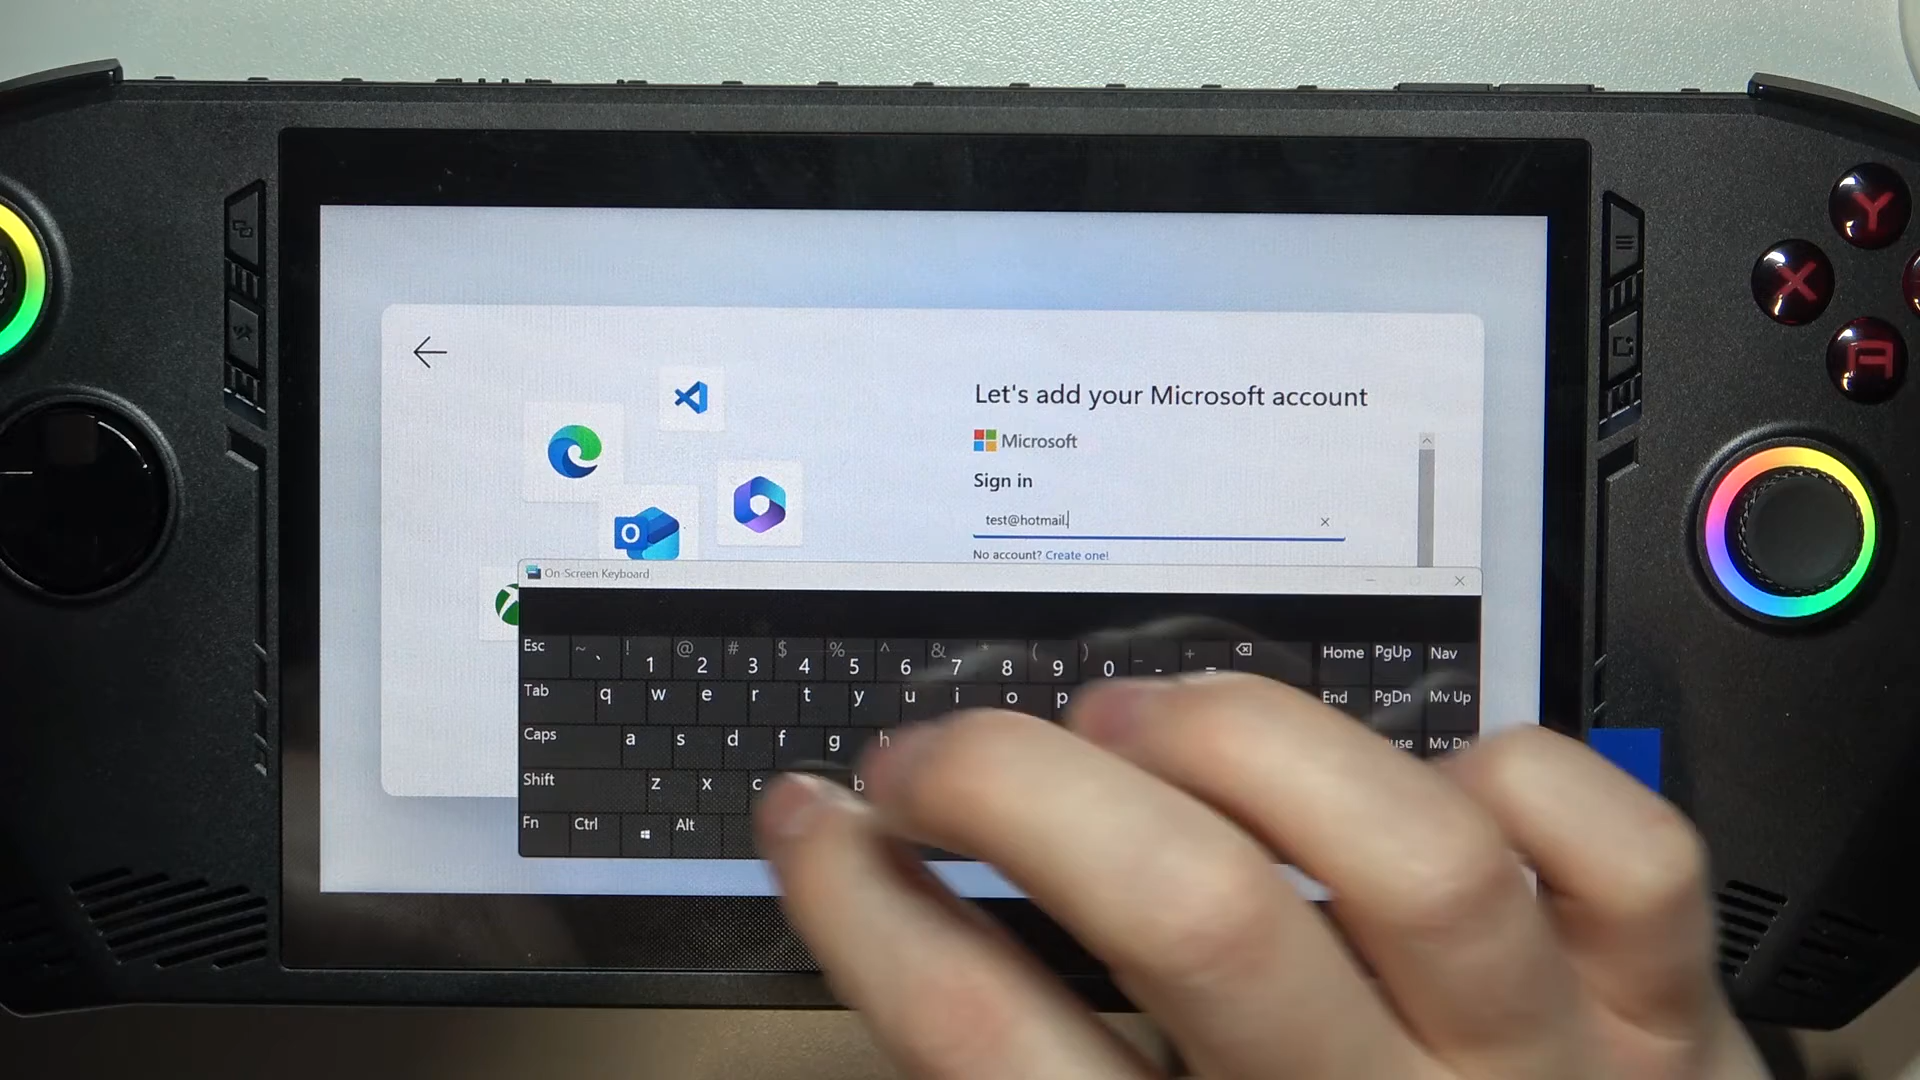 Y
X
A
Let's add your Microsoft account
Microsoft
Sign in
test@hotmail.
No account? Create one!
O
On-Screen Keyboard
Esc ~ ` ! 1 @ 2 # 3 $ 4 % 5 ^ 6 & 7 * 8 ( 9 ) 0 _ - + = Home PgUp Nav
Tab q w e r t y u i o p End PgDn Mv Up
Caps a s d f g h Mv Dn
Shift z x c b
Fn Ctrl Alt